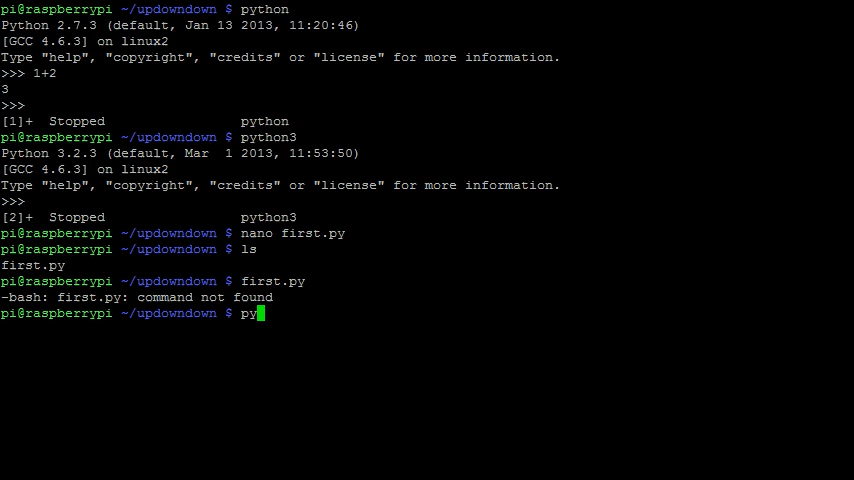 pi@raspberrypi ~/updowndown $ python
Python 2.7.3 (default, Jan 13 2013, 11:20:46)
[GCC 4.6.3] on linux2
Type "help", "copyright", "credits" or "license" for more information.
>>> 1+2
3
>>>
[1]+  Stopped                 python
pi@raspberrypi ~/updowndown $ python3
Python 3.2.3 (default, Mar  1 2013, 11:53:50)
[GCC 4.6.3] on linux2
Type "help", "copyright", "credits" or "license" for more information.
>>>
[2]+  Stopped                 python3
pi@raspberrypi ~/updowndown $ nano first.py
pi@raspberrypi ~/updowndown $ ls
first.py
pi@raspberrypi ~/updowndown $ first.py
-bash: first.py: command not found
pi@raspberrypi ~/updowndown $ py